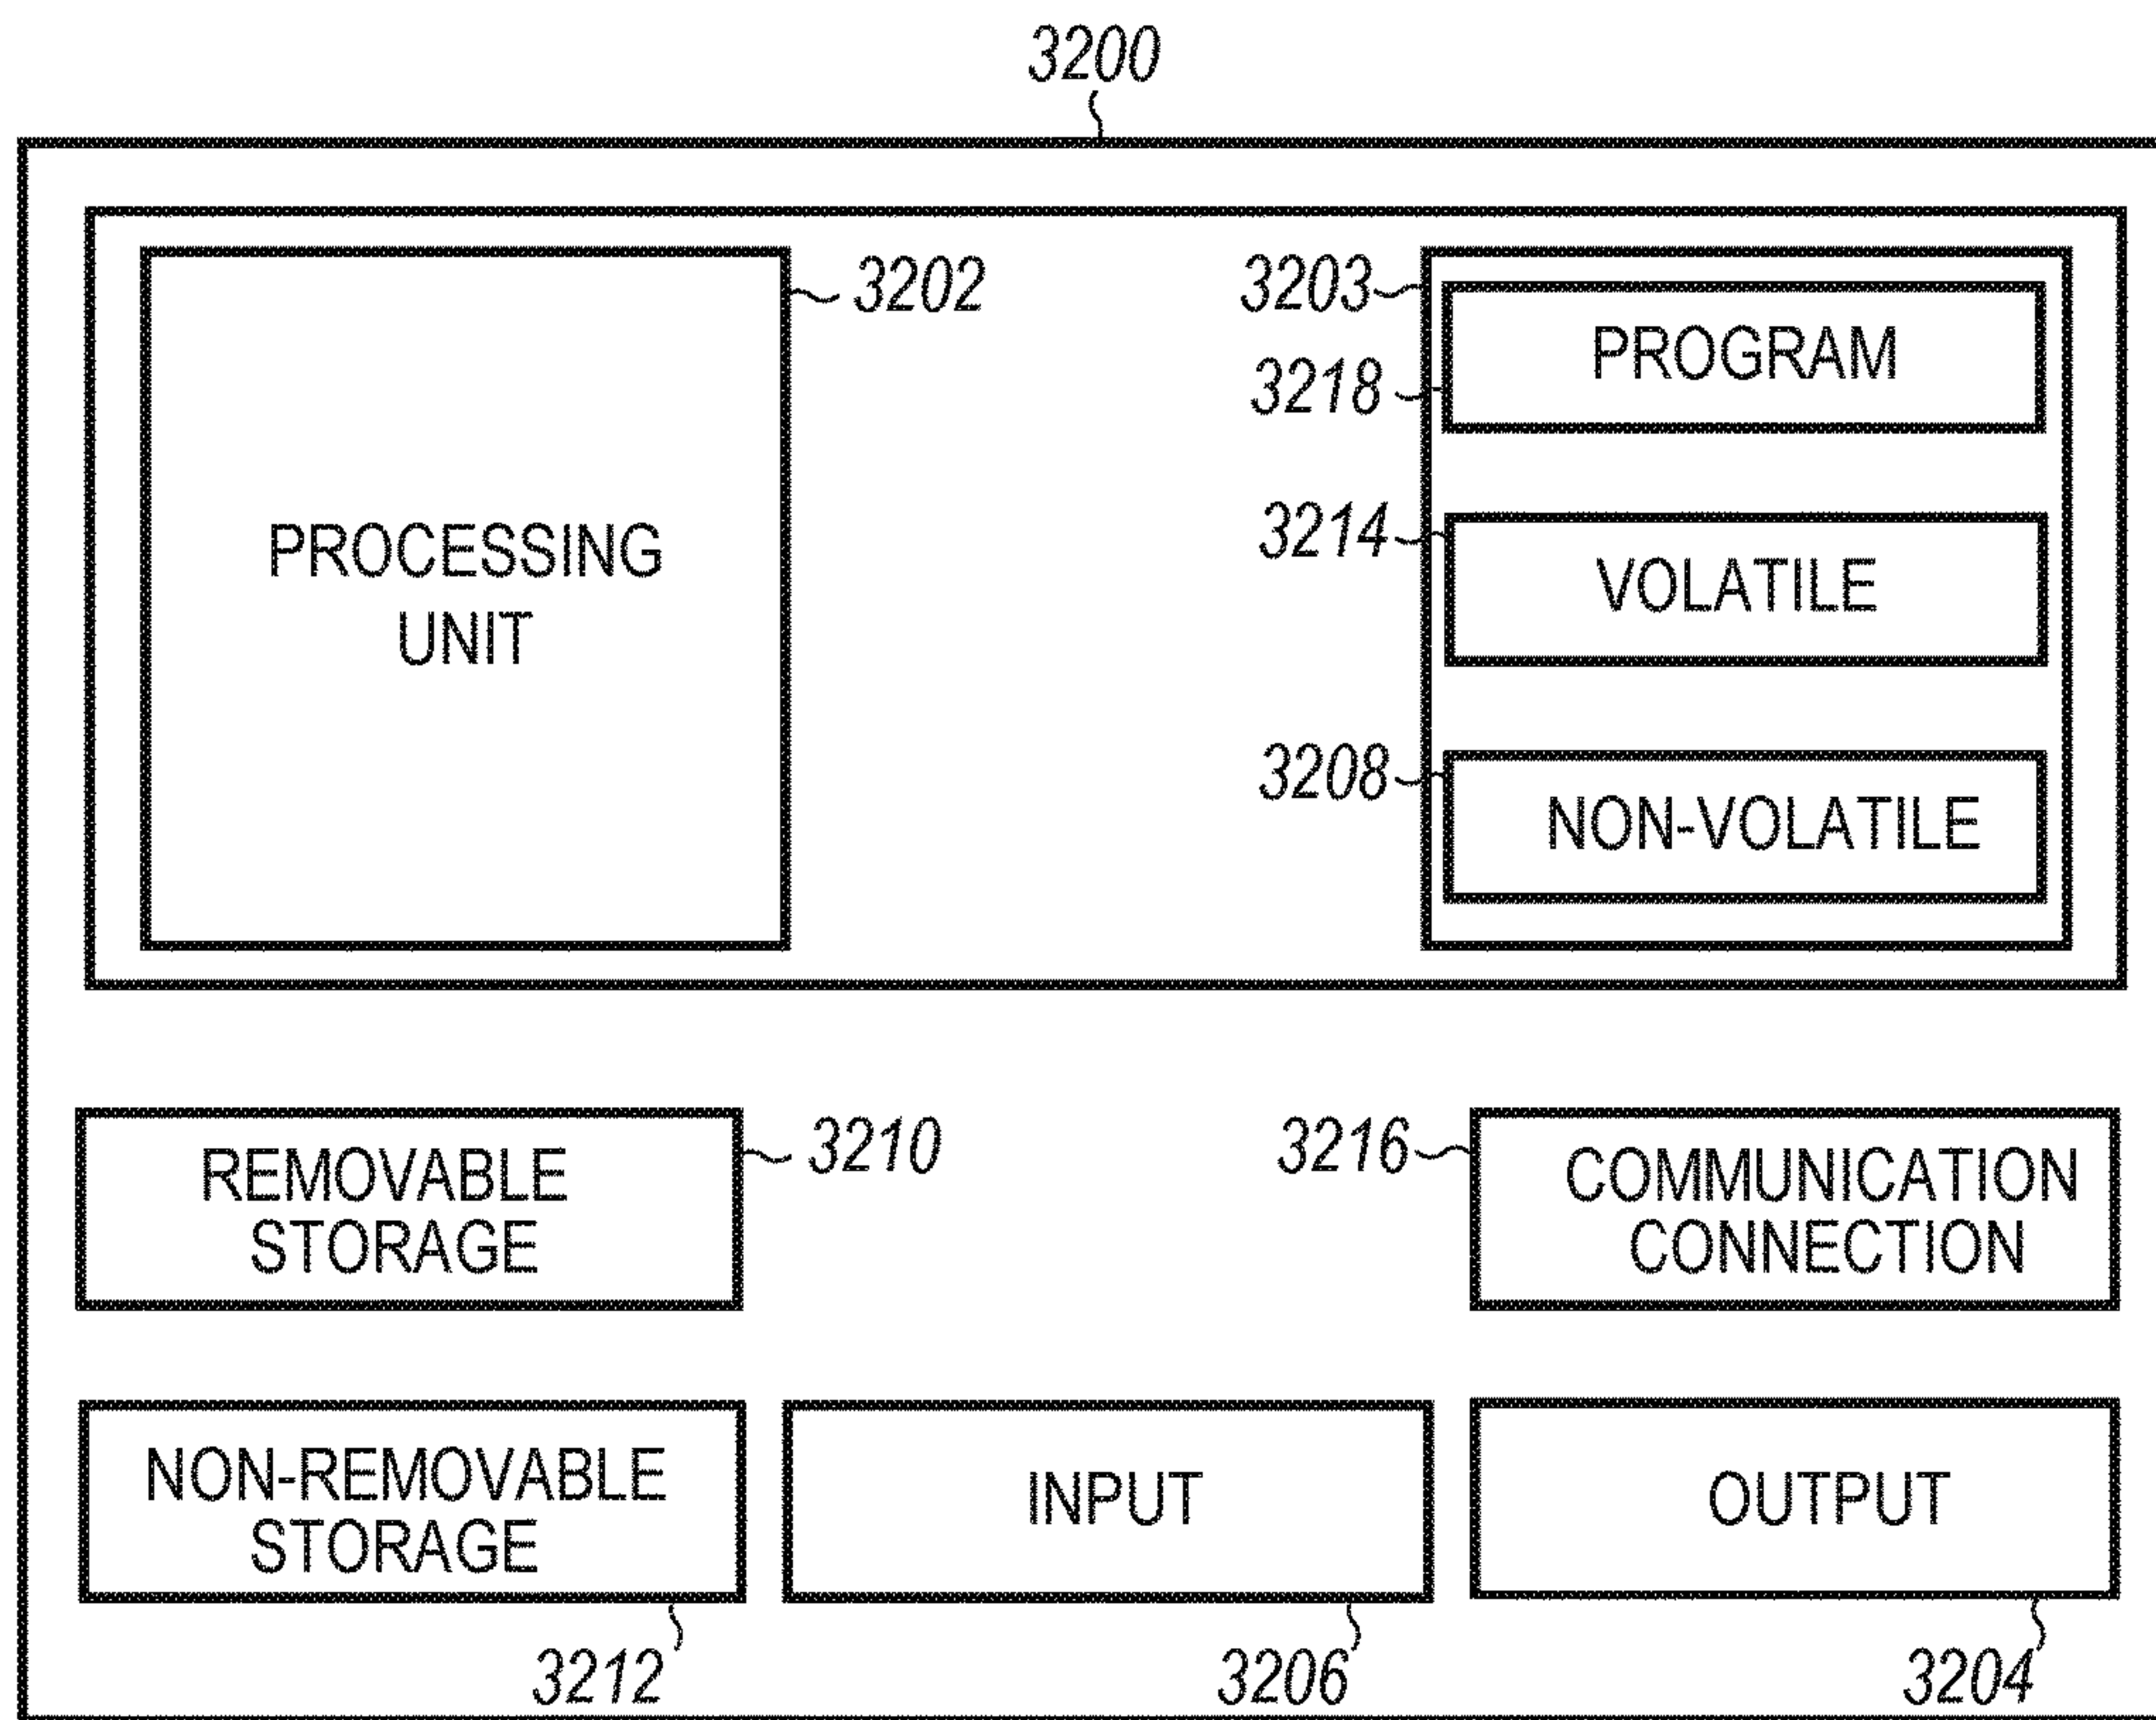 3200
PROCESSING
UNIT
3202
3203
PROGRAM
3218
3214
VOLATILE
3208
NON-VOLATILE
REMOVABLE
STORAGE
3210
3216
COMMUNICATION
CONNECTION
NON-REMOVABLE
STORAGE
INPUT
OUTPUT
3212
3206
3204